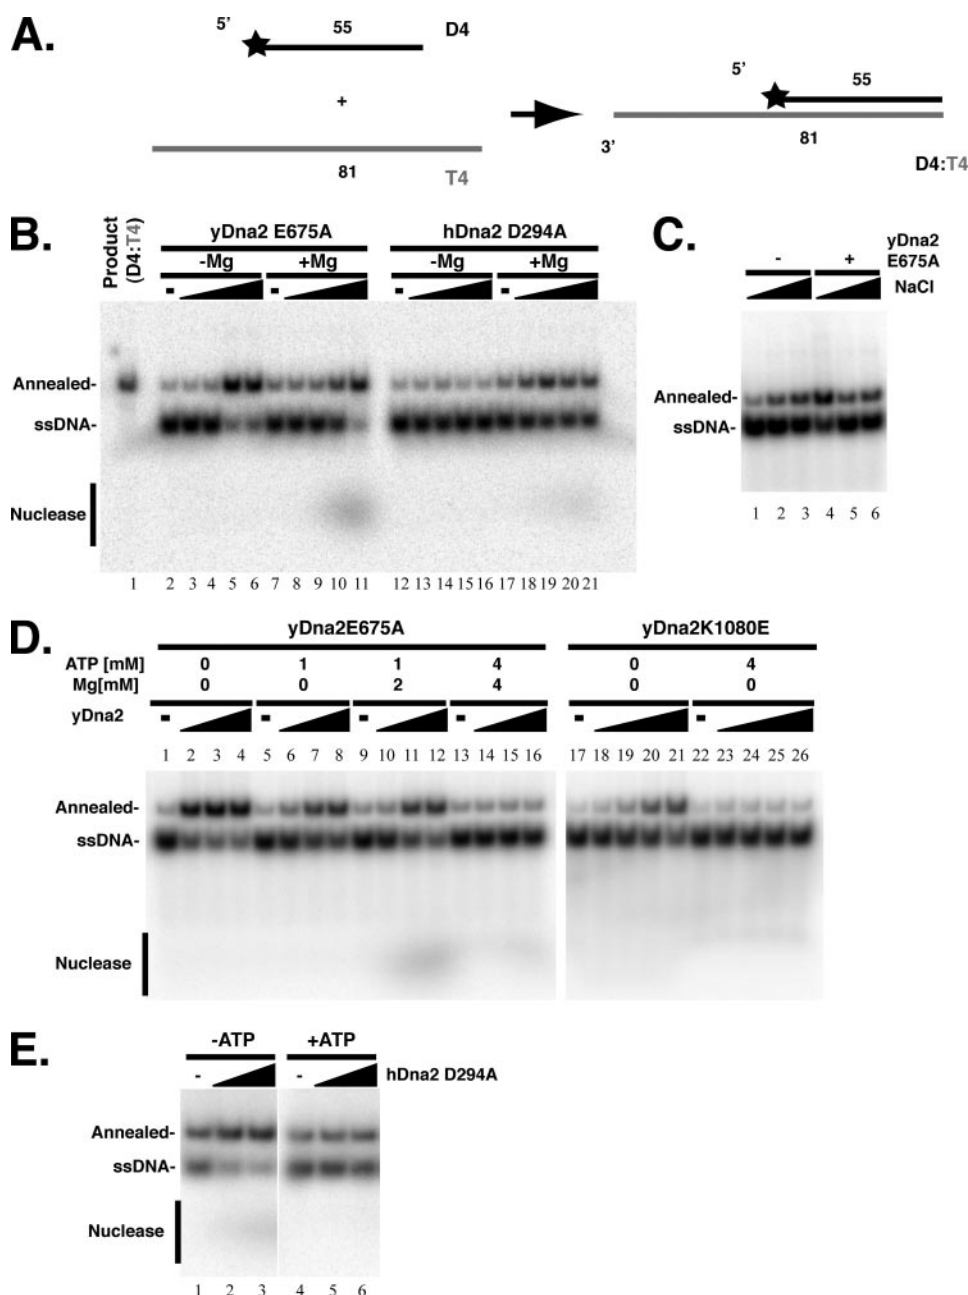 A.
5' 55 D4
+
81 T4
5' 55
3' 81
D4:T4
B.
Product
(D4:T4)
yDna2 E675A hDna2 D294A
-Mg +Mg -Mg +Mg
- - - -
Annealed-
ssDNA-
Nuclease
1 2 3 4 5 6 7 8 9 10 11 12 13 14 15 16 17 18 19 20 21
C.
yDna2
E675A
- +
NaCl
Annealed-
ssDNA-
1 2 3 4 5 6
D.
yDna2E675A yDna2K1080E
ATP [mM] 0 1 1 4 0 4
Mg[mM] 0 0 2 4 0 0
yDna2 - - - - - -
1 2 3 4 5 6 7 8 9 10 11 12 13 14 15 16 17 18 19 20 21 22 23 24 25 26
Annealed-
ssDNA-
Nuclease
E.
-ATP +ATP
- - hDna2 D294A
Annealed-
ssDNA-
Nuclease
1 2 3 4 5 6